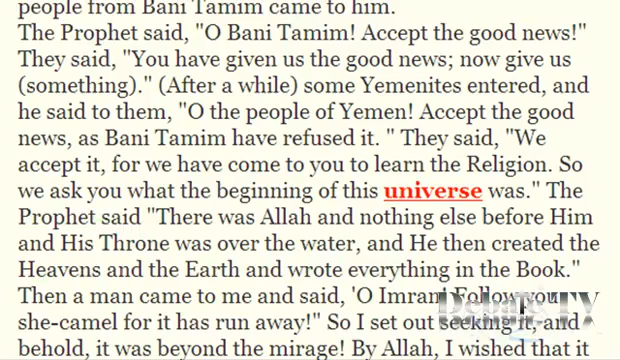 people from Bani Tamim came to him.
The Prophet said, "O Bani Tamim! Accept the good news!"
They said, "You have given us the good news; now give us
(something)." (After a while) some Yemenites entered, and
he said to them, "O the people of Yemen! Accept the good
news, as Bani Tamim have refused it. " They said, "We
accept it, for we have come to you to learn the Religion. So
we ask you what the beginning of this universe was." The
Prophet said "There was Allah and nothing else before Him
and His Throne was over the water, and He then created the
Heavens and the Earth and wrote everything in the Book."
Then a man came to me and said, 'O Imran! Follow your
she-camel for it has run away!" So I set out seeking it, and
behold, it was beyond the mirage! By Allah, I wished that it
Debate TV